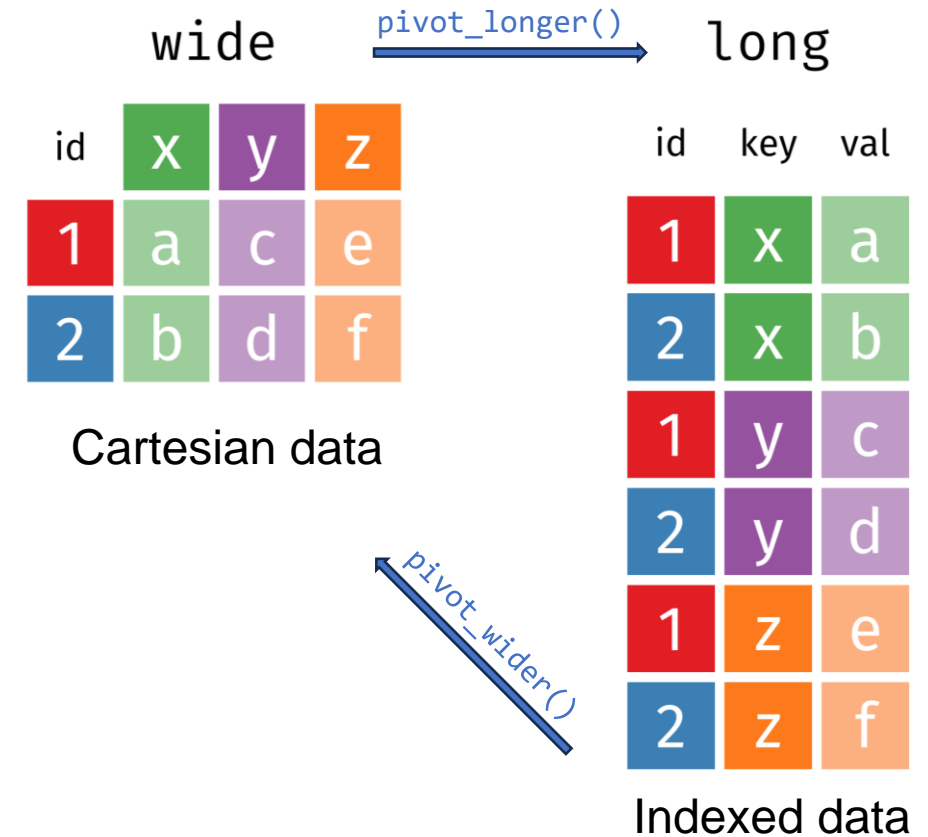 wide
pivot_longer()
long
id x y z
1 a c e
2 b d f
Cartesian data
id key val
1 x a
2 x b
1 y c
2 y d
1 z e
2 z f
pivot_wider()
Indexed data